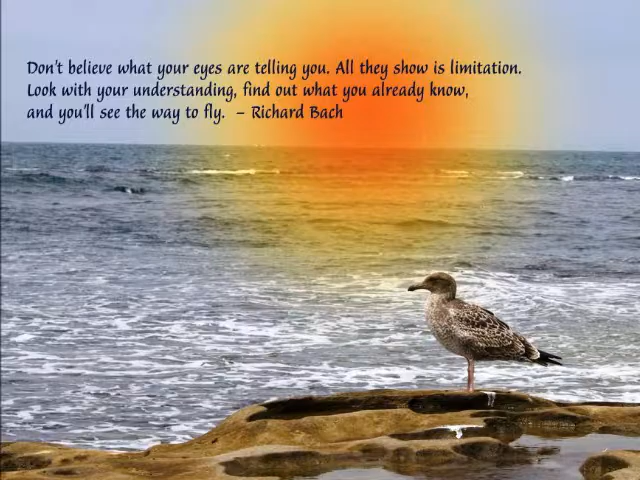 Don't believe what your eyes are telling you. All they show is limitation.
Look with your understanding, find out what you already know,
and you'll see the way to fly.  – Richard Bach